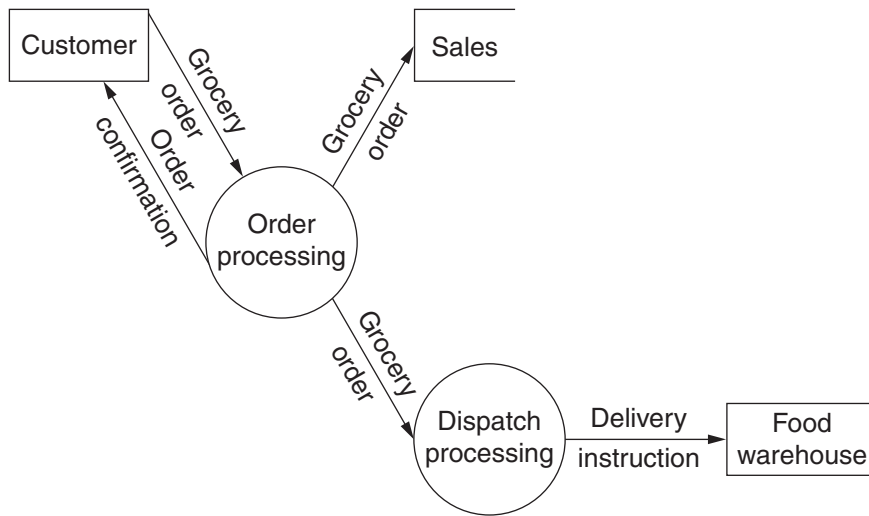 Customer
Sales
Grocery
order
Order
confirmation
Grocery
order
Order
processing
Grocery
order
Dispatch
processing
Delivery
instruction
Food
warehouse